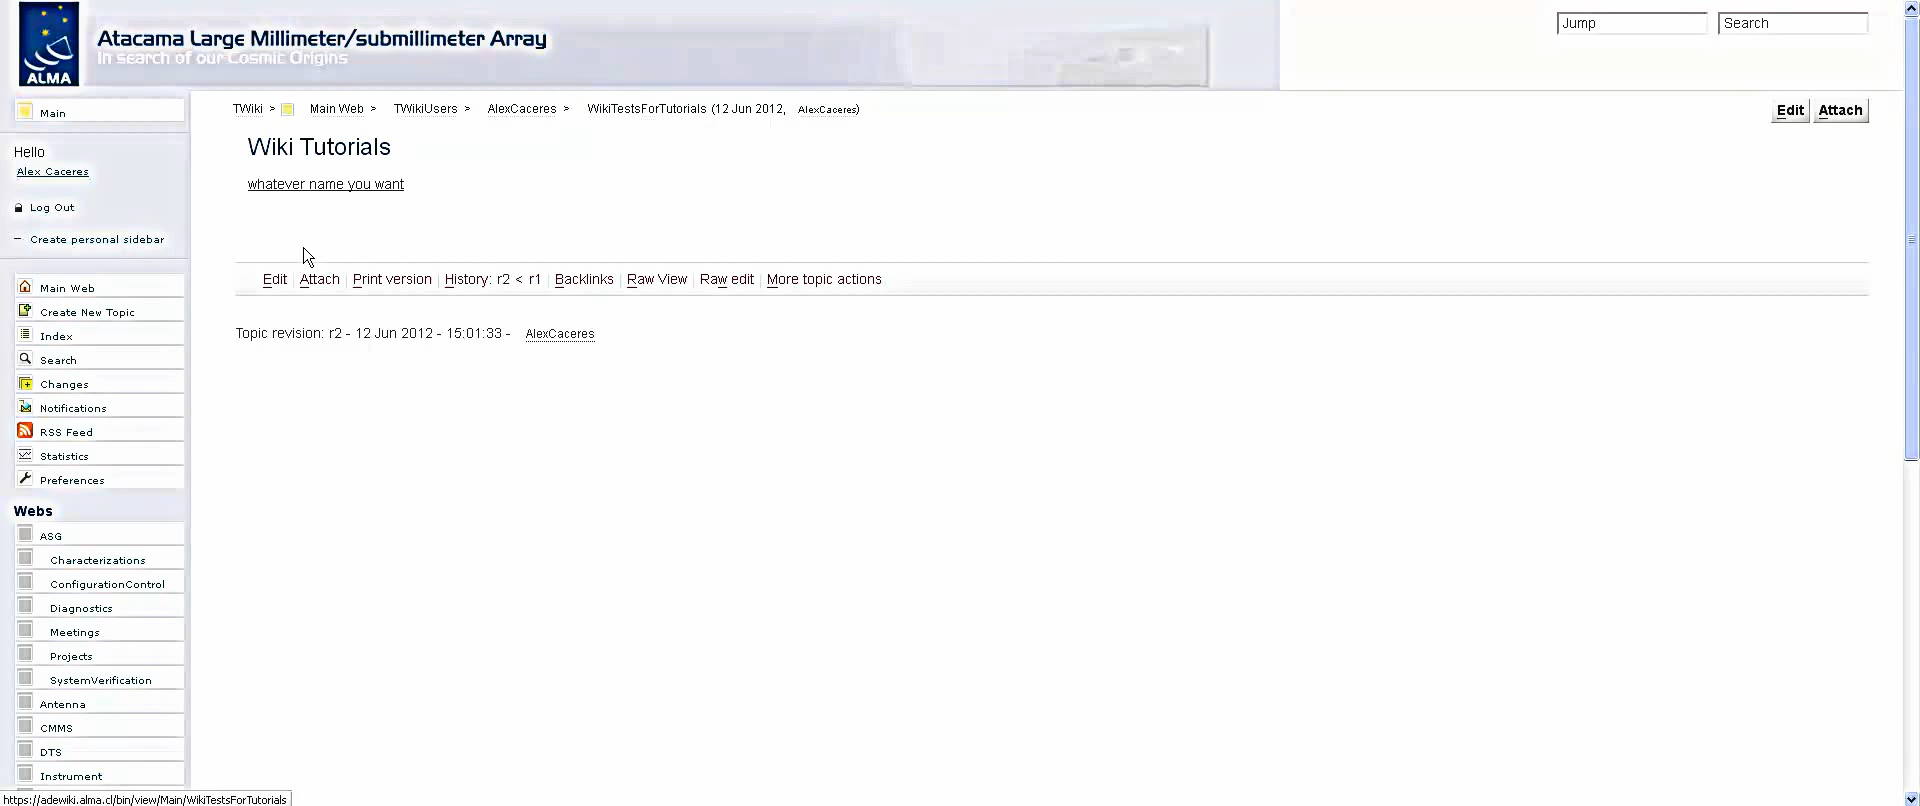 Atacama Large Millimeter/submillimeter Array
In search of our Cosmic Origins
ALMA
Jump
Search
Main
Hello
Alex Caceres
Log Out
Create personal sidebar
Main Web
Create New Topic
Index
Search
Changes
Notifications
RSS Feed
Statistics
Preferences
Webs
ASG
Characterizations
ConfigurationControl
Diagnostics
Meetings
Projects
SystemVerification
Antenna
CMMS
DTS
Instrument
TWiki > Main Web > TWikiUsers > AlexCaceres > WikiTestsForTutorials (12 Jun 2012, AlexCaceres)
Edit Attach
Wiki Tutorials
whatever name you want
Edit | Attach | Print version | History: r2 < r1 | Backlinks | Raw View | Raw edit | More topic actions
Topic revision: r2 - 12 Jun 2012 - 15:01:33 - AlexCaceres
https://adewiki.alma.cl/bin/view/Main/WikiTestsForTutorials